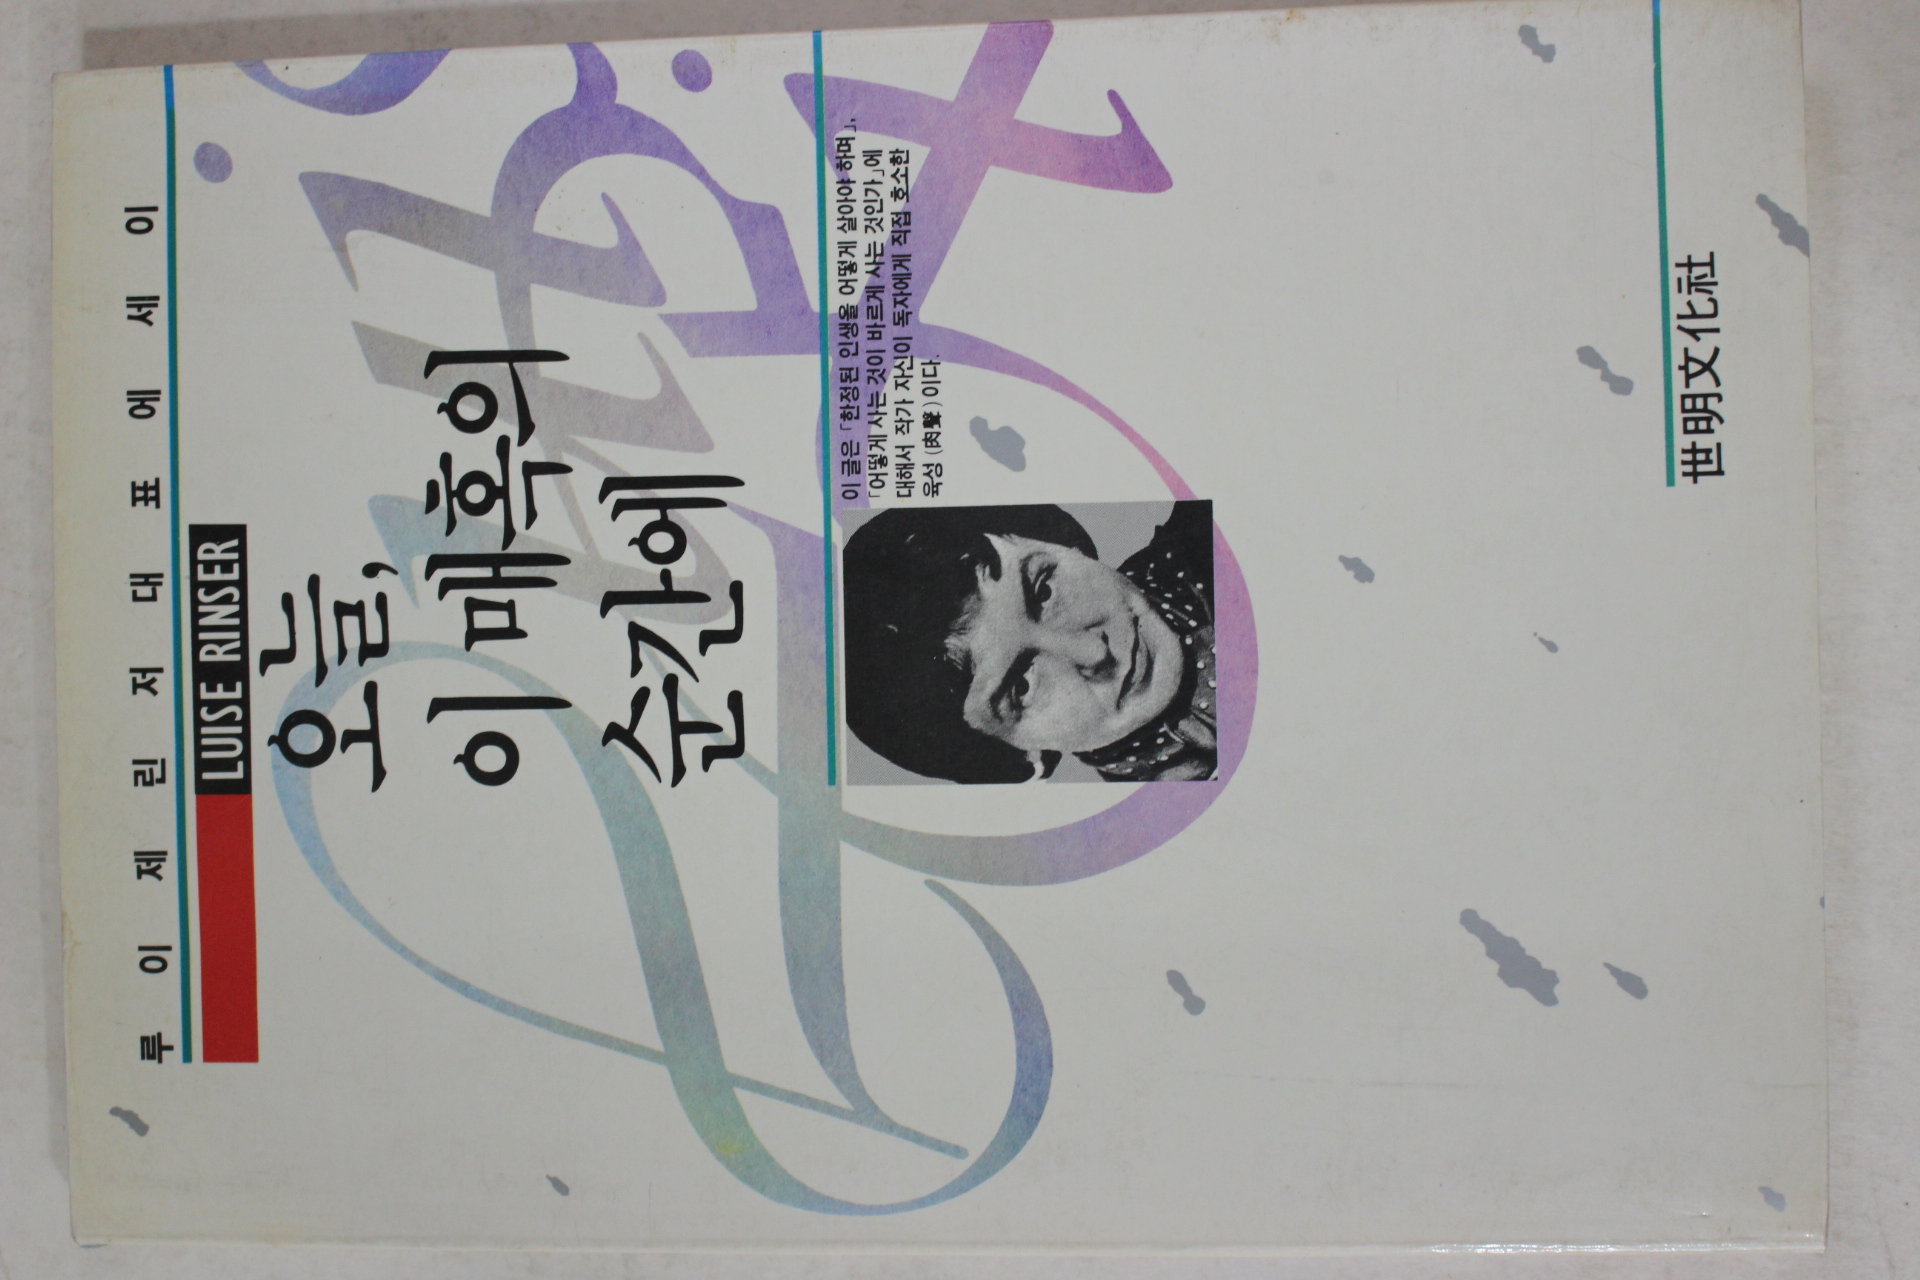 루이제린저대표에세이
LUISE RINSER
오늘,
이 매혹의
순간에
이 글은 「한정된 인생을 어떻게 살아야 하며」,
「어떻게 사는 것이 바르게 사는 것인가」에
대해서 작가 자신이 독자에게 직접 호소한
육성(肉聲)이다.
世明文化社